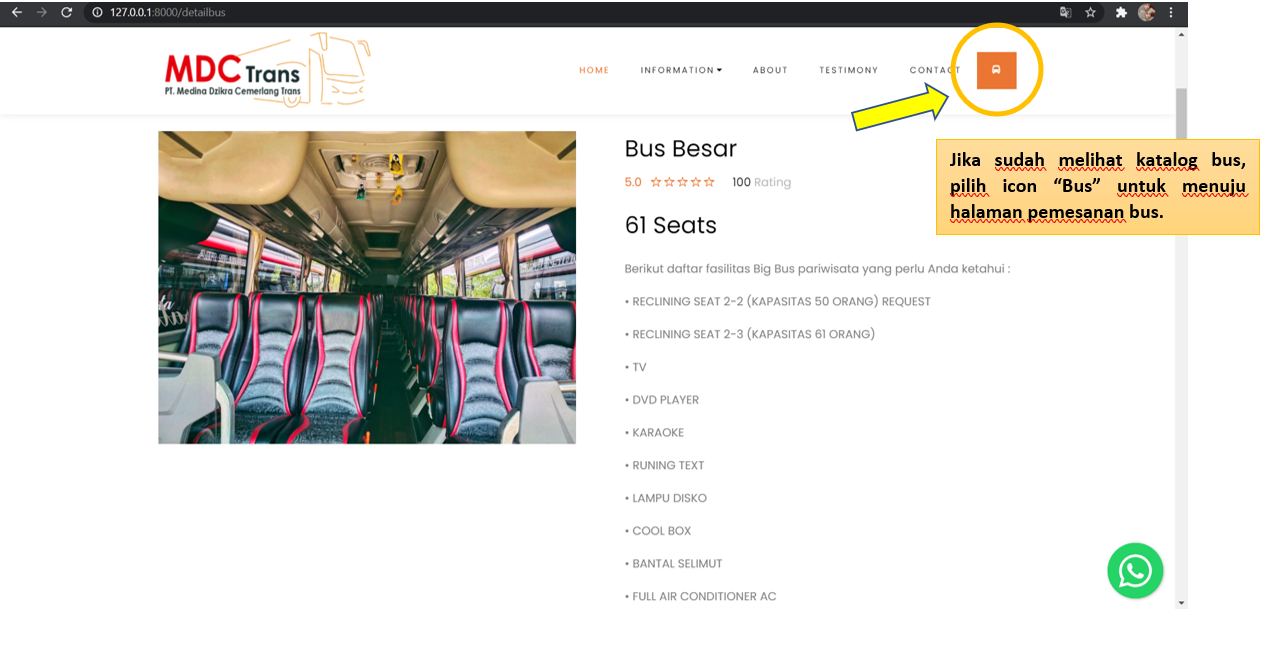 127.0.0.1:8000/detailbus
MDC Trans
PT. Medina Dzikra Cemerlang Trans
HOME INFORMATION ABOUT TESTIMONY CONTACT
Bus Besar
5.0 100 Rating
61 Seats
Berikut daftar fasilitas Big Bus pariwisata yang perlu Anda ketahui :
• RECLINING SEAT 2-2 (KAPASITAS 50 ORANG) REQUEST
• RECLINING SEAT 2-3 (KAPASITAS 61 ORANG)
• TV
• DVD PLAYER
• KARAOKE
• RUNING TEXT
• LAMPU DISKO
• COOL BOX
• BANTAL SELIMUT
• FULL AIR CONDITIONER AC
Jika sudah melihat katalog bus,
pilih icon “Bus” untuk menuju
halaman pemesanan bus.